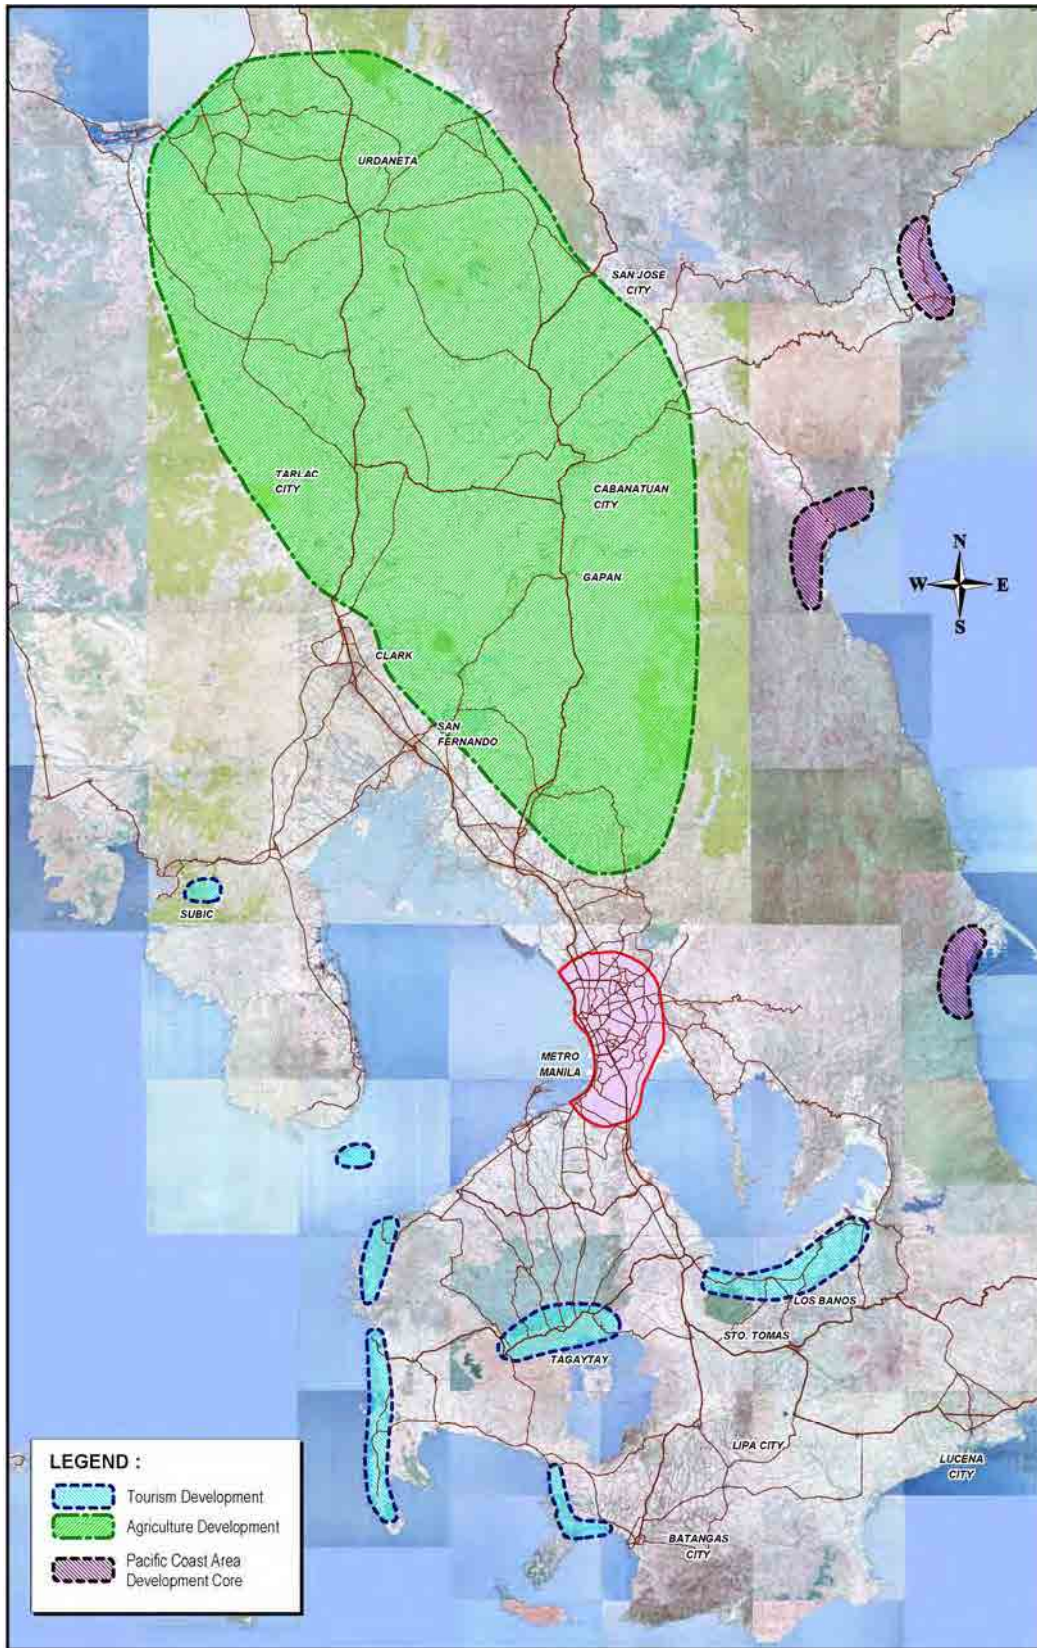 URDANETA
SAN JOSE
CITY
TARLAC
CITY
CABANATUAN
CITY
N
W
E
S
GAPAN
CLARK
SAN
FERNANDO
SUBIC
METRO
MANILA
LOS BANOS
STO. TOMAS
TAGAYTAY
LIPA CITY
LUCENA
CITY
BATANGAS
CITY
LEGEND :
Tourism Development
Agriculture Development
Pacific Coast Area
Development Core